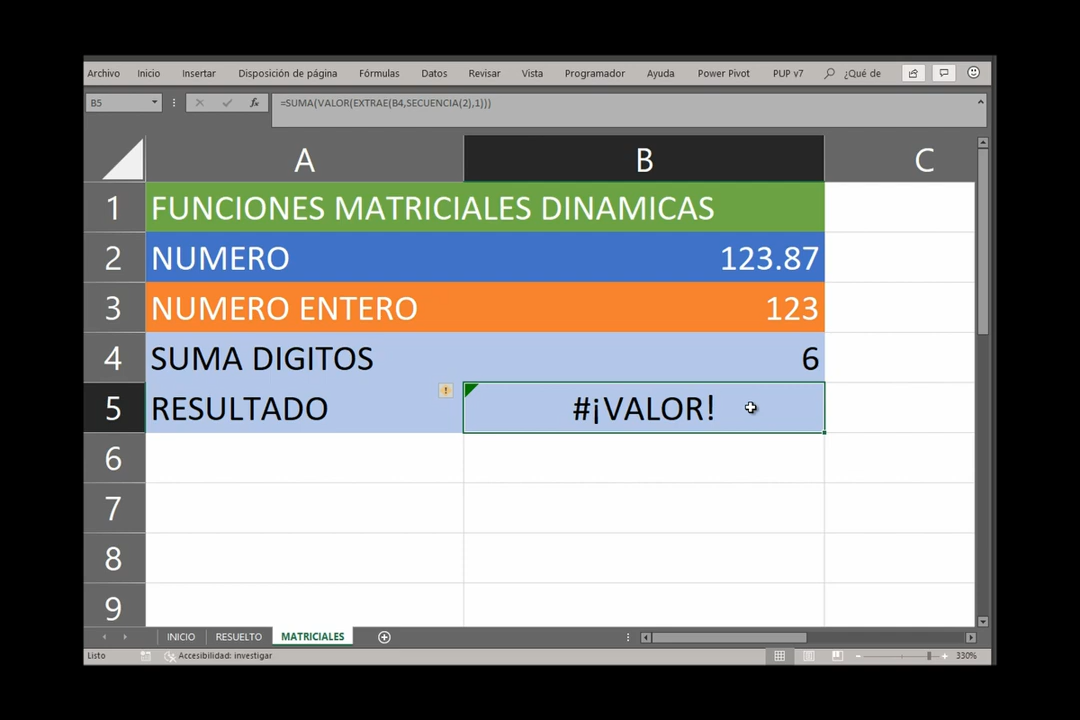 Archivo Inicio Insertar Disposición de página Fórmulas Datos Revisar Vista Programador Ayuda Power Pivot PUP v7 ¿Qué de
B5 fx =SUMA(VALOR(EXTRAE(B4,SECUENCIA(2),1)))
A B C
1 FUNCIONES MATRICIALES DINAMICAS
2 NUMERO 123.87
3 NUMERO ENTERO 123
4 SUMA DIGITOS 6
5 RESULTADO ! #¡VALOR!
6
7
8
9
INICIO RESUELTO MATRICIALES
Listo Accesibilidad: investigar 330%